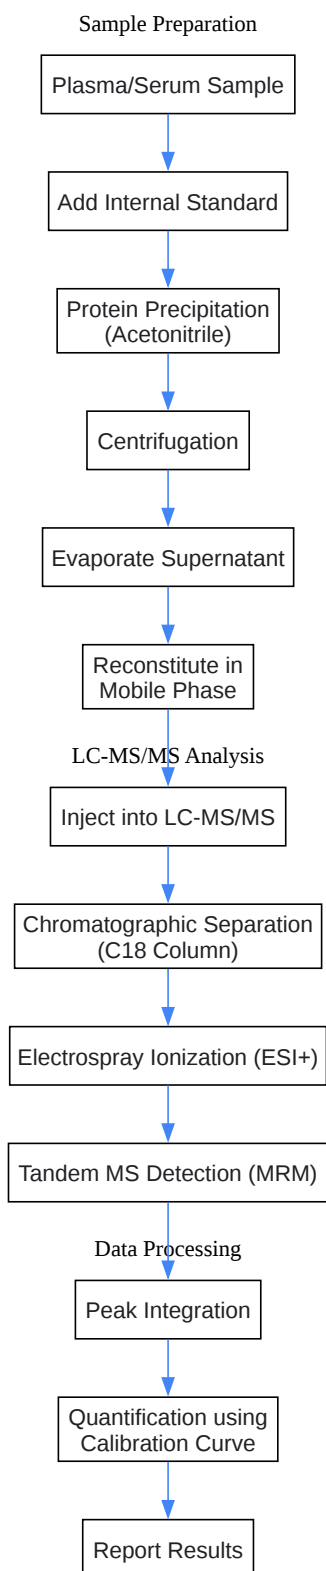 Sample Preparation
Plasma/Serum Sample
Add Internal Standard
Protein Precipitation
(Acetonitrile)
Centrifugation
Evaporate Supernatant
Reconstitute in
Mobile Phase
LC-MS/MS Analysis
Inject into LC-MS/MS
Chromatographic Separation
(C18 Column)
Electrospray Ionization (ESI+)
Tandem MS Detection (MRM)
Data Processing
Peak Integration
Quantification using
Calibration Curve
Report Results